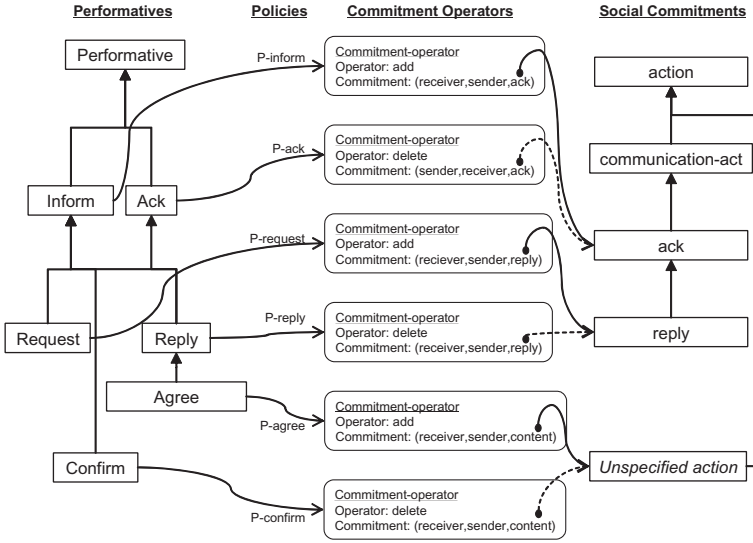 Performatives
Policies
Commitment Operators
Social Commitments
Performative
P-inform
Commitment-operator
Operator: add
Commitment: (receiver,sender,ack)
action
P-ack
Commitment-operator
Operator: delete
Commitment: (sender,receiver,ack)
communication-act
Inform
Ack
P-request
Commitment-operator
Operator: add
Commitment: (reciever,sender,reply)
ack
Request
Reply
P-reply
Commitment-operator
Operator: delete
Commitment: (receiver,sender,reply)
reply
Agree
P-agree
Commitment-operator
Operator: add
Commitment: (receiver,sender,content)
Confirm
Unspecified action
P-confirm
Commitment-operator
Operator: delete
Commitment: (receiver,sender,content)